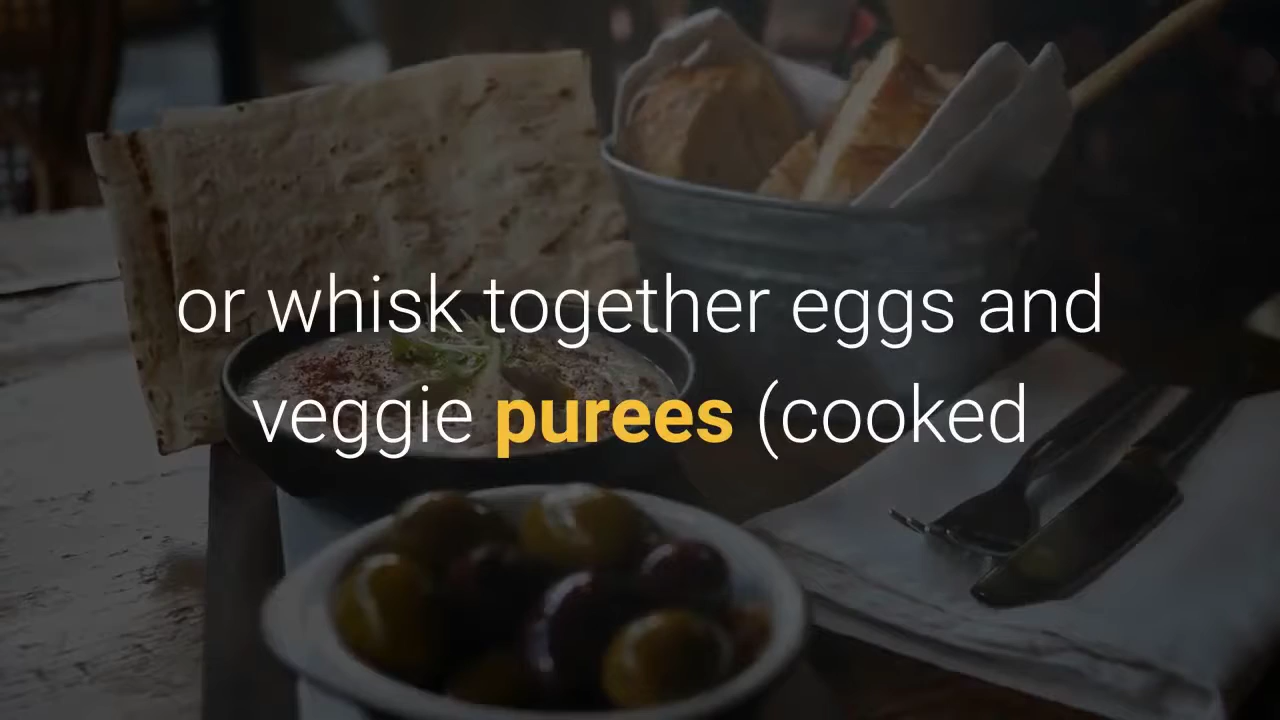 or whisk together eggs and
veggie purees (cooked